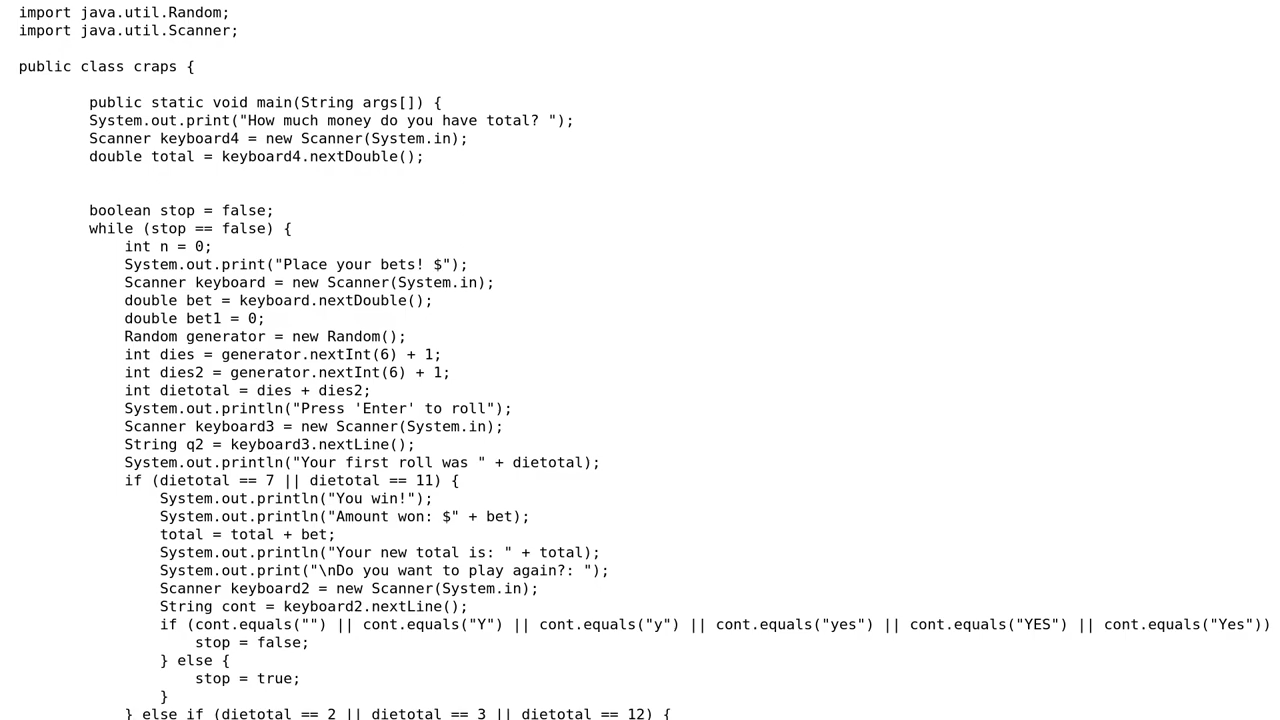 import java.util.Random;
import java.util.Scanner;

public class craps {

        public static void main(String args[]) {
        System.out.print("How much money do you have total? ");
        Scanner keyboard4 = new Scanner(System.in);
        double total = keyboard4.nextDouble();


        boolean stop = false;
        while (stop == false) {
            int n = 0;
            System.out.print("Place your bets! $");
            Scanner keyboard = new Scanner(System.in);
            double bet = keyboard.nextDouble();
            double bet1 = 0;
            Random generator = new Random();
            int dies = generator.nextInt(6) + 1;
            int dies2 = generator.nextInt(6) + 1;
            int dietotal = dies + dies2;
            System.out.println("Press 'Enter' to roll");
            Scanner keyboard3 = new Scanner(System.in);
            String q2 = keyboard3.nextLine();
            System.out.println("Your first roll was " + dietotal);
            if (dietotal == 7 || dietotal == 11) {
                System.out.println("You win!");
                System.out.println("Amount won: $" + bet);
                total = total + bet;
                System.out.println("Your new total is: " + total);
                System.out.print("\nDo you want to play again?: ");
                Scanner keyboard2 = new Scanner(System.in);
                String cont = keyboard2.nextLine();
                if (cont.equals("") || cont.equals("Y") || cont.equals("y") || cont.equals("yes") || cont.equals("YES") || cont.equals("Yes"))
                    stop = false;
                } else {
                    stop = true;
                }
            } else if (dietotal == 2 || dietotal == 3 || dietotal == 12) {